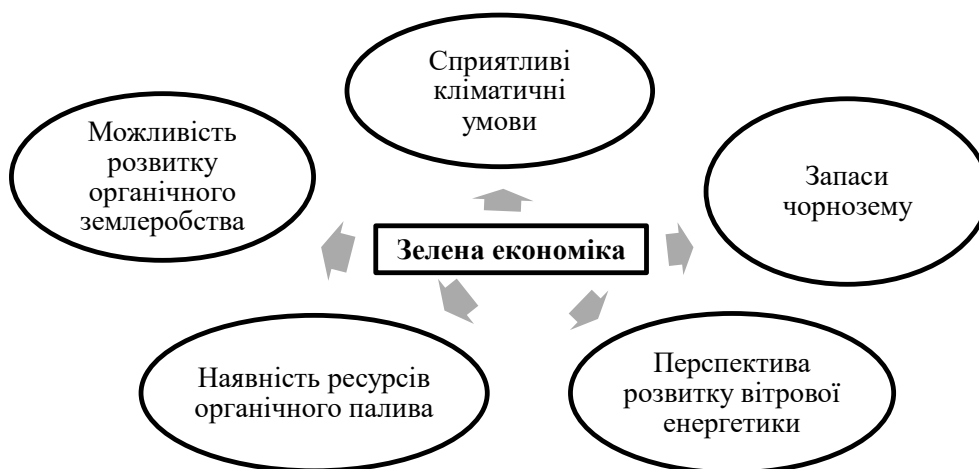 Сприятливі
кліматичні
умови
Можливість
розвитку
органічного
землеробства
Запаси
чорнозему
Зелена економіка
Наявність ресурсів
органічного палива
Перспектива
розвитку вітрової
енергетики